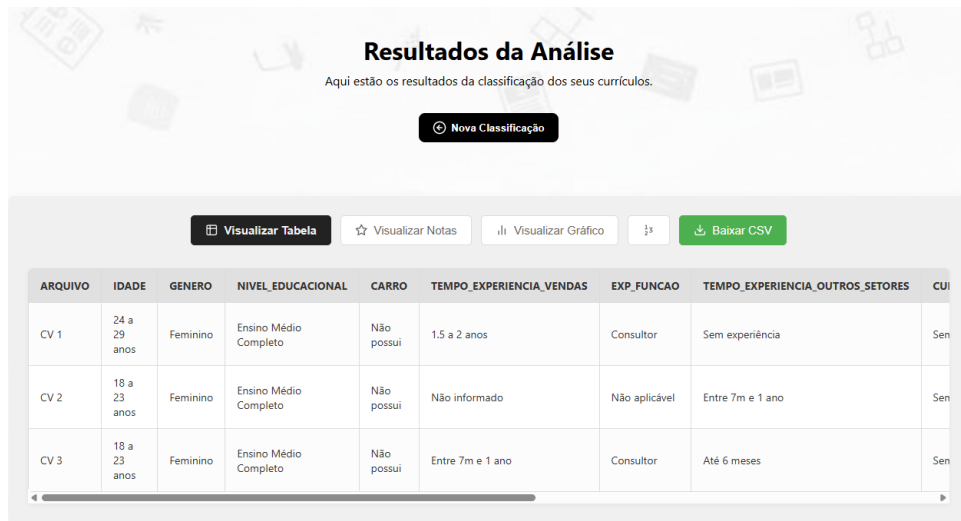 Resultados da Análise
Aqui estão os resultados da classificação dos seus currículos.
Nova Classificação
Visualizar Tabela Visualizar Notas Visualizar Gráfico Baixar CSV
ARQUIVO IDADE GENERO NIVEL_EDUCACIONAL CARRO TEMPO_EXPERIENCIA_VENDAS EXP_FUNCAO TEMPO_EXPERIENCIA_OUTROS_SETORES
CV 1 24 a 29 anos Feminino Ensino Médio Completo Não possui 1.5 a 2 anos Consultor Sem experiência
CV 2 18 a 23 anos Feminino Ensino Médio Completo Não possui Não informado Não aplicável Entre 7m e 1 ano
CV 3 18 a 23 anos Feminino Ensino Médio Completo Não possui Entre 7m e 1 ano Consultor Até 6 meses